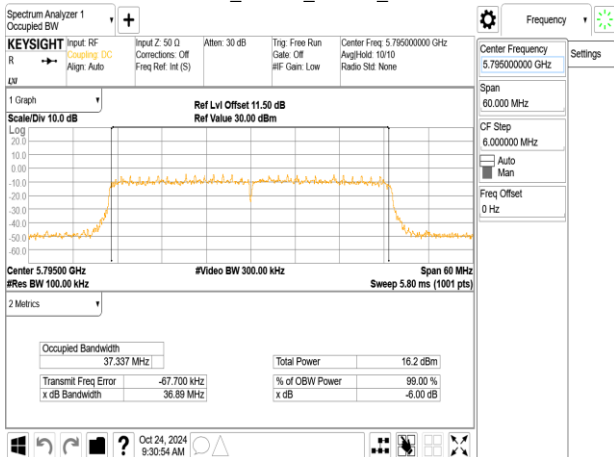 Spectrum Analyzer 1
Occupied BW
+
Frequency
KEYSIGHT
R
LXI
Input: RF
Coupling: DC
Align: Auto
Input Z: 50 Ω
Corrections: Off
Freq Ref: Int (S)
Atten: 30 dB
Trig: Free Run
Gate: Off
#IF Gain: Low
Center Freq: 5.795000000 GHz
Avg|Hold: 10/10
Radio Std: None
Center Frequency
5.795000000 GHz
Settings
Span
60.000 MHz
CF Step
6.000000 MHz
Auto
Man
Freq Offset
0 Hz
1 Graph
Scale/Div 10.0 dB
Ref Lvl Offset 11.50 dB
Ref Value 30.00 dBm
Log
20.0
10.0
0.00
-10.0
-20.0
-30.0
-40.0
-50.0
-60.0
Center 5.79500 GHz
#Res BW 100.00 kHz
#Video BW 300.00 kHz
Span 60 MHz
Sweep 5.80 ms (1001 pts)
2 Metrics
Occupied Bandwidth
37.337 MHz
Transmit Freq Error -67.700 kHz
x dB Bandwidth 36.89 MHz
Total Power 16.2 dBm
% of OBW Power 99.00 %
x dB -6.00 dB
?
Oct 24, 2024
9:30:54 AM